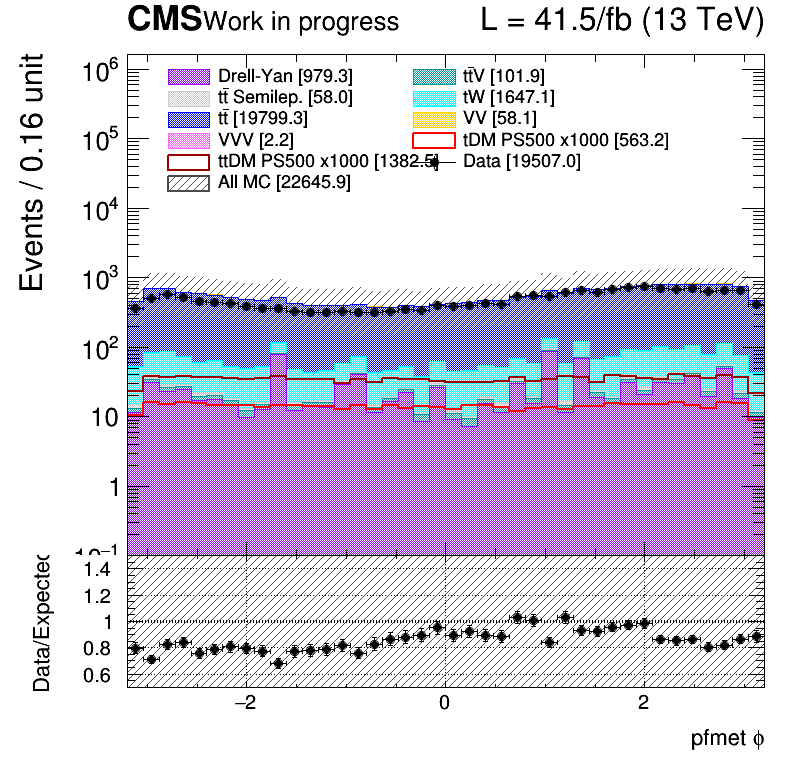 CMS Work in progress L = 41.5/fb (13 TeV)
Events / 0.16 unit
10⁶
10⁵
10⁴
10³
10²
10
1
10⁻¹
Drell-Yan [979.3] tt̄V [101.9]
tt̄ Semilep. [58.0] tW [1647.1]
tt̄ [19799.3] VV [58.1]
VVV [2.2] tDM PS500 x1000 [563.2]
ttDM PS500 x1000 [1382.5] Data [19507.0]
All MC [22645.9]
Data/Expected
1.4
1.2
1
0.8
0.6
−2 0 2
pfmet ϕ